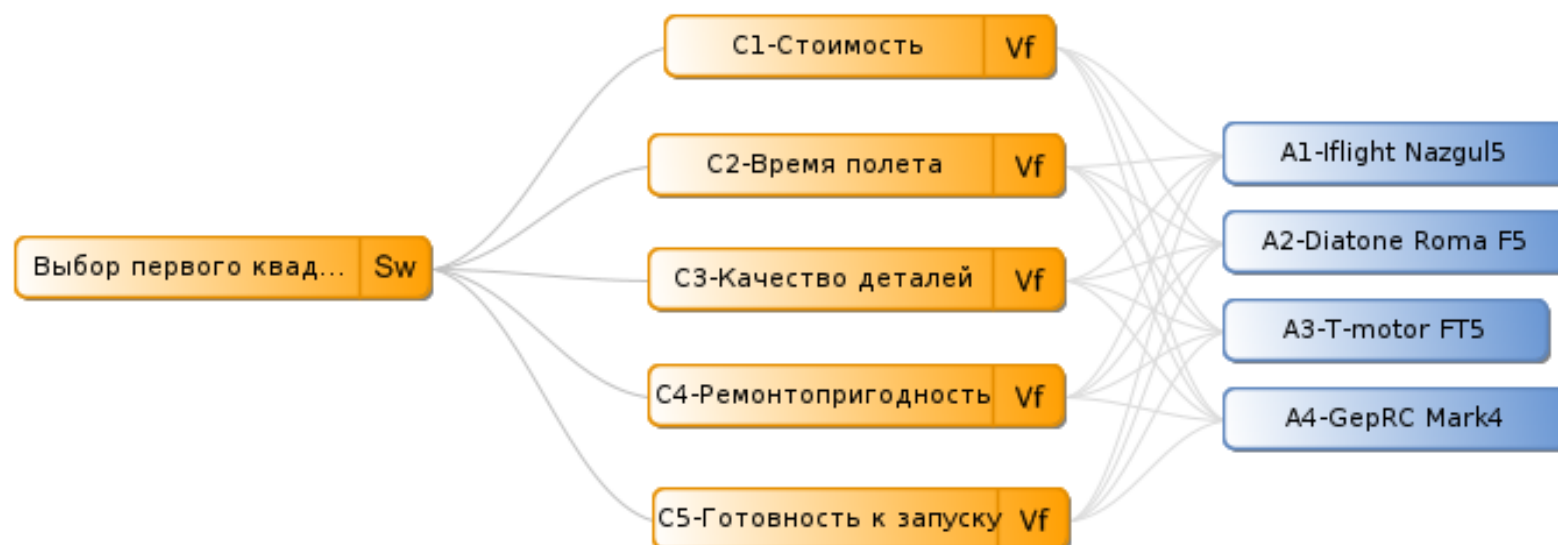 Выбор первого квад...
Sw
C1-Стоимость
Vf
C2-Время полета
Vf
C3-Качество деталей
Vf
C4-Ремонтопригодность
Vf
C5-Готовность к запуску
Vf
A1-Iflight Nazgul5
A2-Diatone Roma F5
A3-T-motor FT5
A4-GepRC Mark4